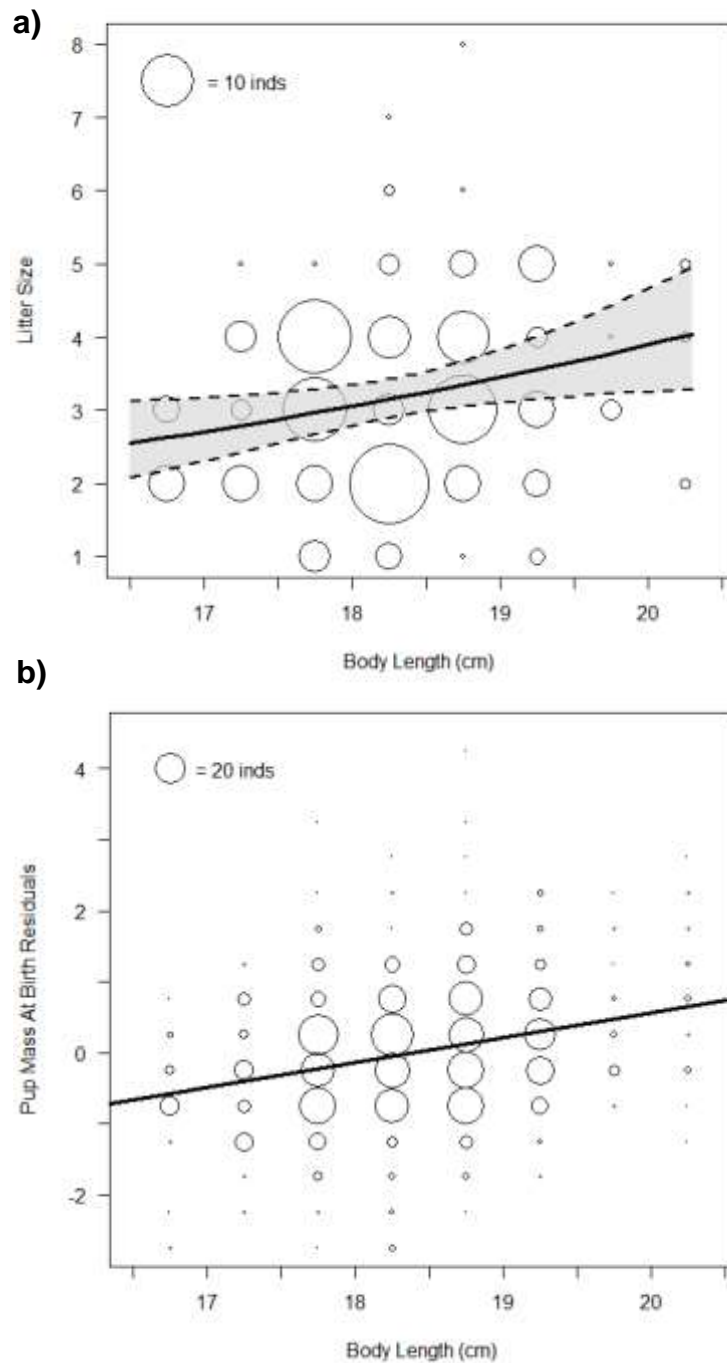 a)
8
7
6
5
4
3
2
1
= 10 inds
Litter Size
17 18 19 20
Body Length (cm)
b)
4
2
0
-2
= 20 inds
Pup Mass At Birth Residuals
17 18 19 20
Body Length (cm)